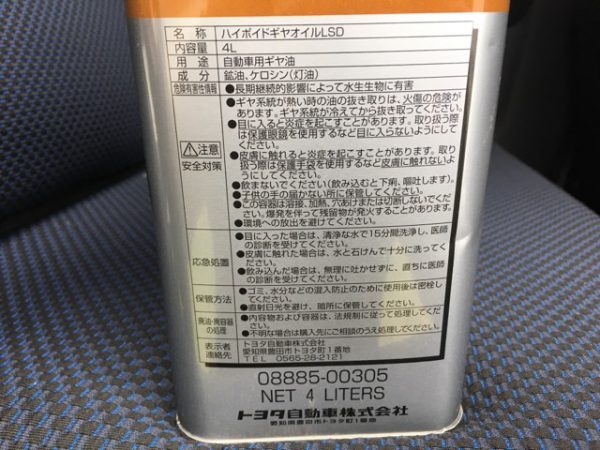 名 称 ハイポイドギヤオイルLSD
内容量 4L
用 途 自動車用ギヤ油
成 分 鉱油、ケロシン(灯油)
危険有害性情報 ●長期継続的影響によって水生生物に有害
⚠注意
安全対策
●ギヤ系統が熱い時の油の抜き取りは、火傷の危険が
あります。ギヤ系統が冷えてから抜き取ってください。
●目に入ると炎症を起こすことがあります。取り扱う際
は保護眼鏡を使用するなど目に入らないようにして
ください。
●皮膚に触れると炎症を起こすことがあります。取り
扱う際は保護手袋を使用するなど皮膚に触れないよ
うにしてください。
●飲まないでください(飲み込むと下痢、嘔吐します)。
●子供の手の届かない所に保管してください。
●この容器は溶接、加熱、穴あけまたは切断しないでくだ
さい。爆発を伴って残留物が発火することがあります。
●環境への放出を避けてください。
応急処置
●目に入った場合は、清浄な水で15分間洗浄し、医師
の診断を受けてください。
●皮膚に触れた場合は、水と石けんで十分に洗ってく
ださい。
●飲み込んだ場合は、無理に吐かせずに、直ちに医師
の診断を受けてください。
保管方法
●ゴミ、水分などの混入防止のために使用後は密栓し
てください。
●直射日光を避け、暗所に保管してください。
廃油・廃容器
の処理
●内容物および容器は、法規制に従って処理してくだ
さい。
●不明な場合は購入先にご相談のうえ処理してください。
表示者
連絡先
トヨタ自動車株式会社
愛知県豊田市トヨタ町1番地
TEL 0565-28-2121
08885-00305
NET 4 LITERS
トヨタ自動車株式会社
愛知県豊田市トヨタ町1番地